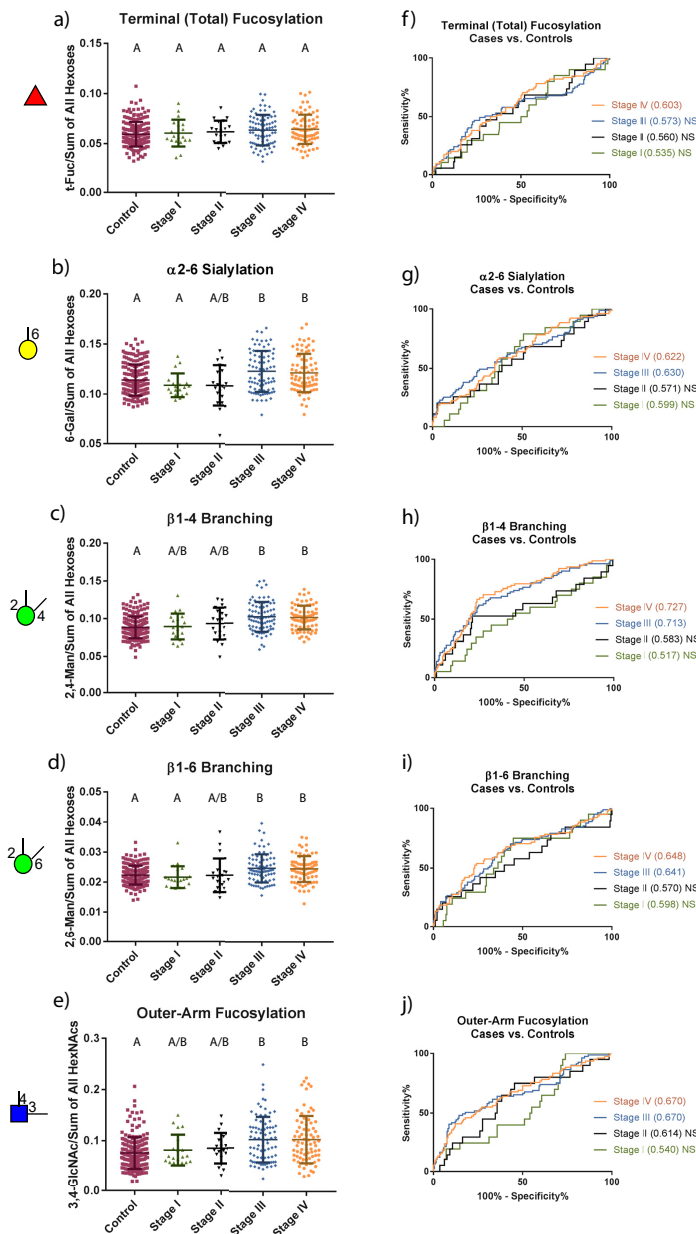 a)
Terminal (Total) Fucosylation
A A A A A
t-Fuc/Sum of All Hexoses
0.15
0.10
0.05
0.00
Control Stage I Stage II Stage III Stage IV
f)
Terminal (Total) Fucosylation
Cases vs. Controls
Sensitivity%
100
50
0
0 50 100
100% - Specificity%
Stage IV (0.603)
Stage III (0.573) NS
Stage II (0.560) NS
Stage I (0.535) NS
b)
α2-6 Sialylation
A A A/B B B
6
6-Gal/Sum of All Hexoses
0.20
0.15
0.10
0.05
Control Stage I Stage II Stage III Stage IV
g)
α2-6 Sialylation
Cases vs. Controls
Sensitivity%
100
50
0
0 50 100
100% - Specificity%
Stage IV (0.622)
Stage III (0.630)
Stage II (0.571) NS
Stage I (0.599) NS
c)
β1-4 Branching
A A/B A/B B B
2
4
2,4-Man/Sum of All Hexoses
0.20
0.15
0.10
0.05
0.00
Control Stage I Stage II Stage III Stage IV
h)
β1-4 Branching
Cases vs. Controls
Sensitivity%
100
50
0
0 50 100
100% - Specificity%
Stage IV (0.727)
Stage III (0.713)
Stage II (0.583) NS
Stage I (0.517) NS
d)
β1-6 Branching
A A A/B B B
2
6
2,6-Man/Sum of All Hexoses
0.05
0.04
0.03
0.02
0.01
0.00
Control Stage I Stage II Stage III Stage IV
i)
β1-6 Branching
Cases vs. Controls
Sensitivity%
100
50
0
0 50 100
100% - Specificity%
Stage IV (0.648)
Stage III (0.641)
Stage II (0.570) NS
Stage I (0.598) NS
e)
Outer-Arm Fucosylation
A A/B A/B B B
4
3
3,4-GlcNAc/Sum of All HexNAcs
0.3
0.2
0.1
0.0
Control Stage I Stage II Stage III Stage IV
j)
Outer-Arm Fucosylation
Cases vs. Controls
Sensitivity%
100
50
0
0 50 100
100% - Specificity%
Stage IV (0.670)
Stage III (0.670)
Stage II (0.614) NS
Stage I (0.540) NS